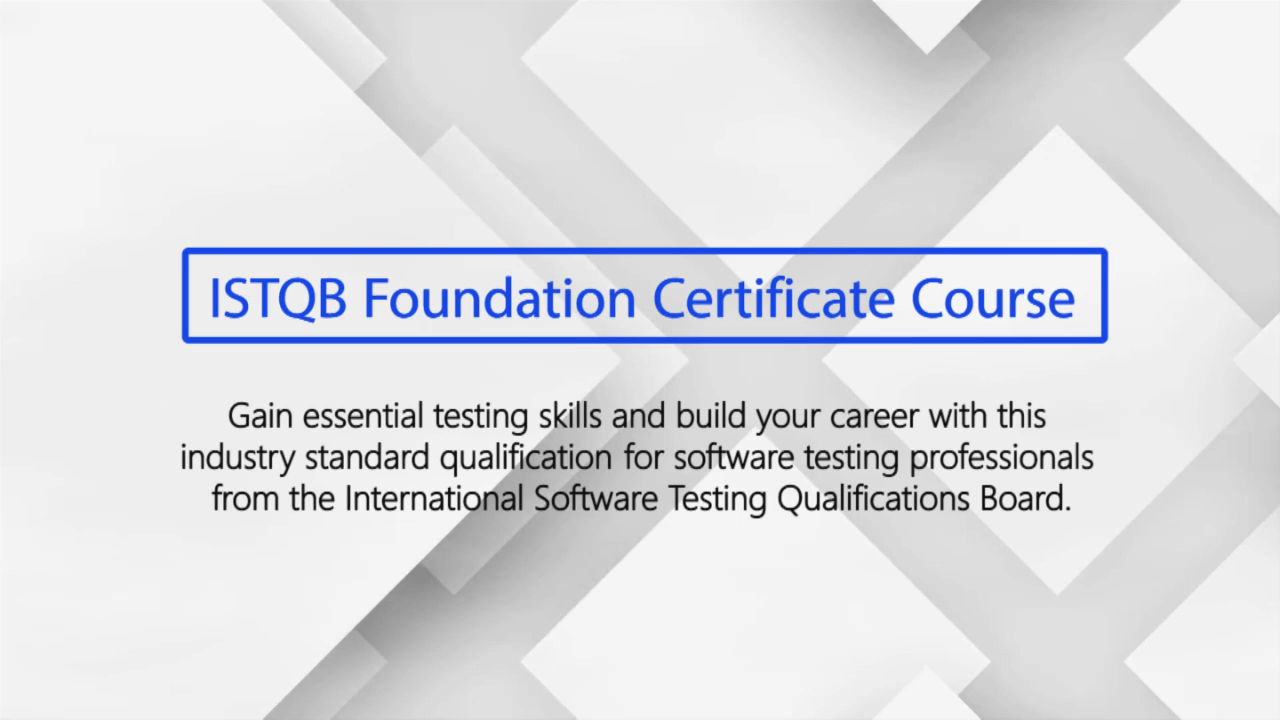 ISTQB Foundation Certificate Course
Gain essential testing skills and build your career with this
industry standard qualification for software testing professionals
from the International Software Testing Qualifications Board.